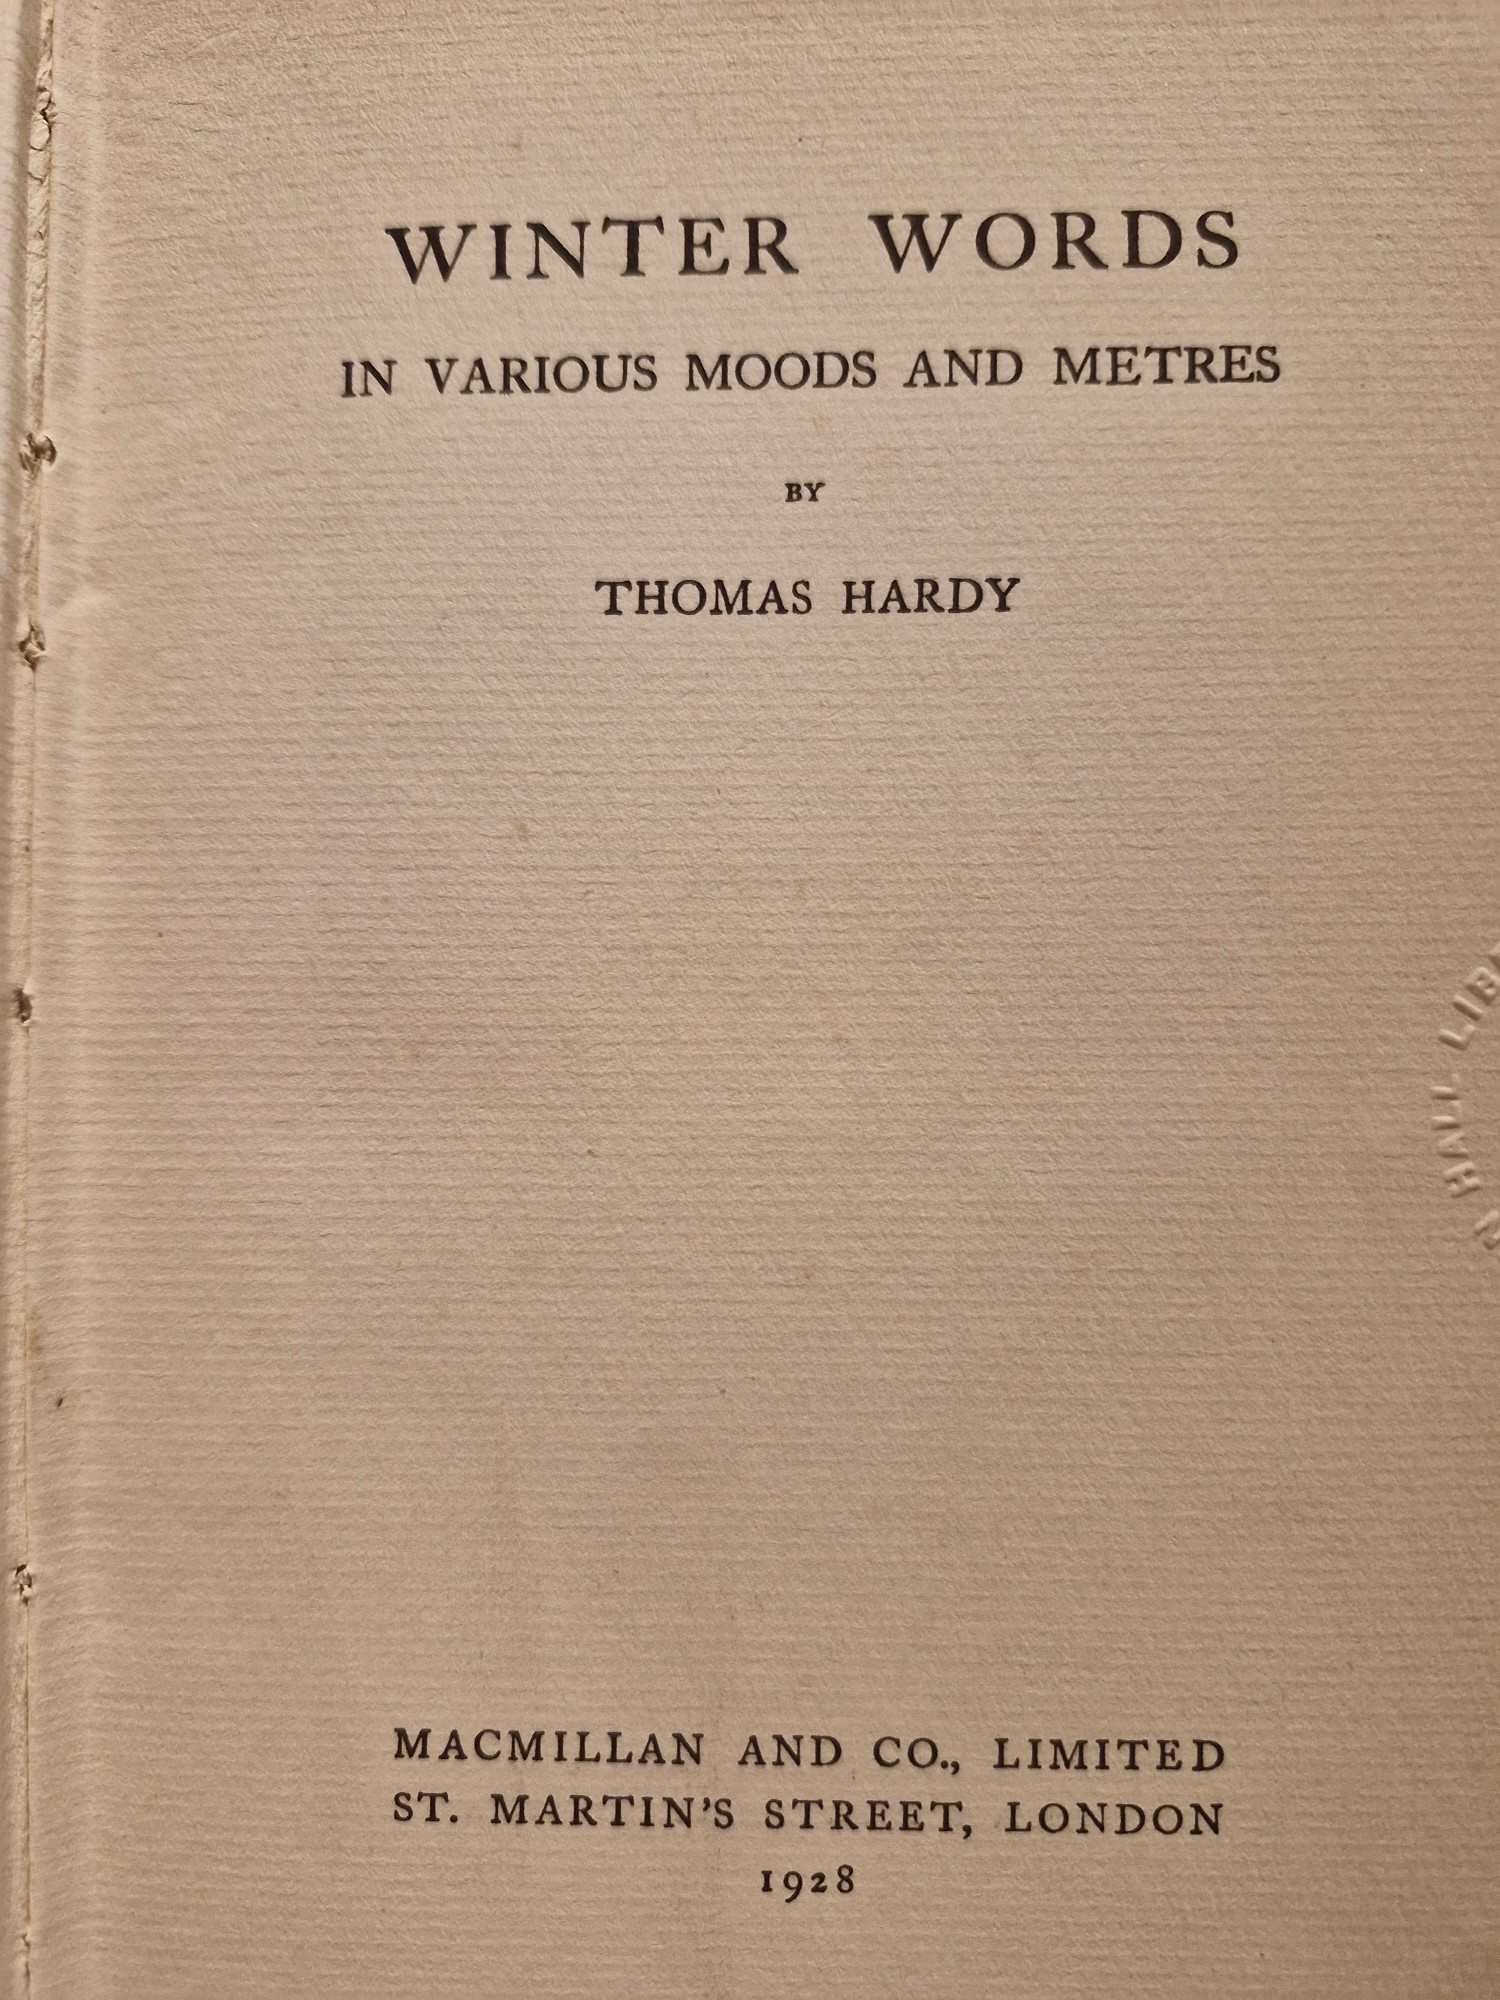 WINTER WORDS
IN VARIOUS MOODS AND METRES
BY
THOMAS HARDY
HALL
MACMILLAN AND CO., LIMITED
ST. MARTIN'S STREET, LONDON
1928